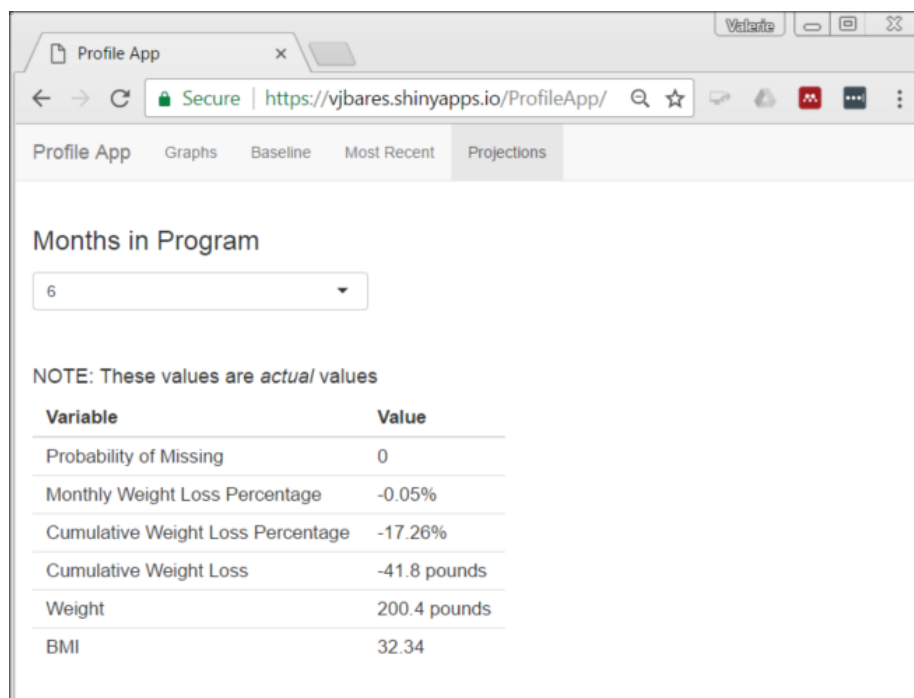 Valerie
Profile App
Secure | https://vjbares.shinyapps.io/ProfileApp/
Profile App Graphs Baseline Most Recent Projections
Months in Program
6
NOTE: These values are actual values
Variable Value
Probability of Missing 0
Monthly Weight Loss Percentage -0.05%
Cumulative Weight Loss Percentage -17.26%
Cumulative Weight Loss -41.8 pounds
Weight 200.4 pounds
BMI 32.34